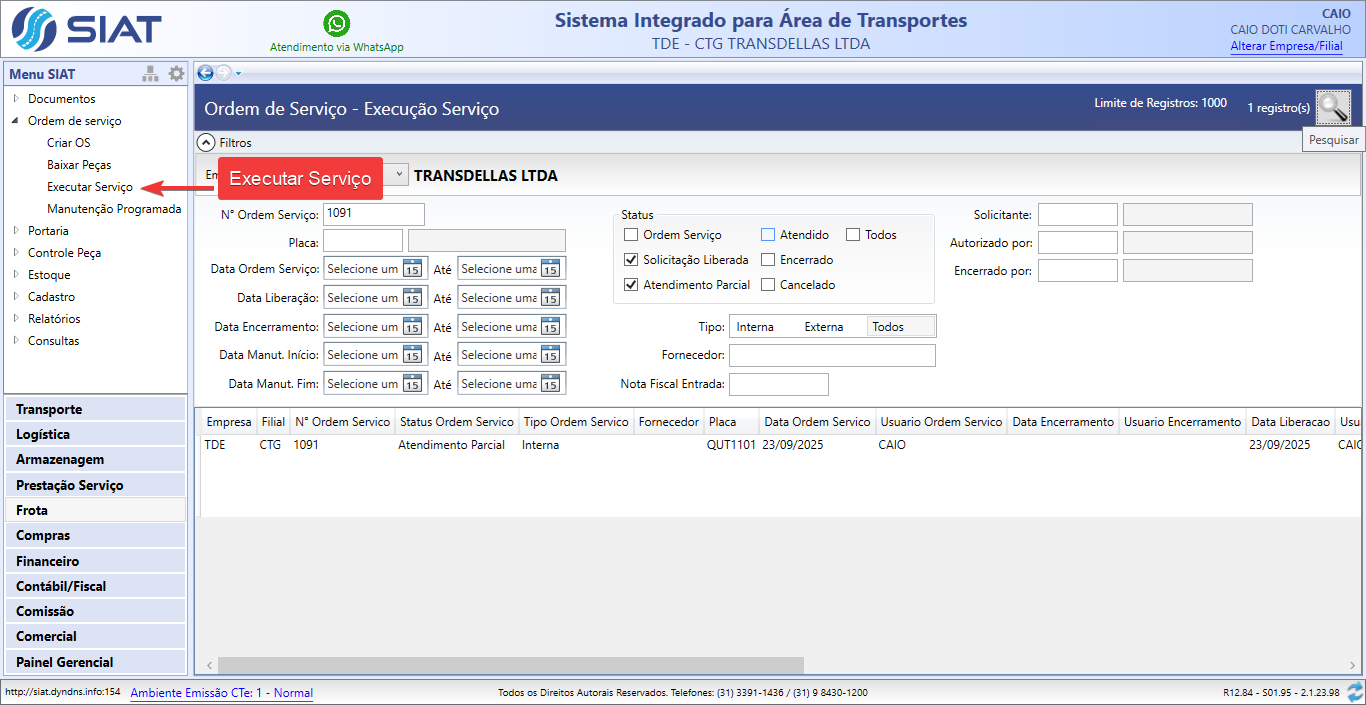 SIAT
Atendimento via WhatsApp
Sistema Integrado para Área de Transportes
TDE - CTG TRANSDELLAS LTDA
CAIO
CAIO DOTI CARVALHO
Alterar Empresa/Filial
Menu SIAT
Documentos
Ordem de serviço
Criar OS
Baixar Peças
Executar Serviço
Manutenção Programada
Portaria
Controle Peça
Estoque
Cadastro
Relatórios
Consultas
Transporte
Logística
Armazenagem
Prestação Serviço
Frota
Compras
Financeiro
Contábil/Fiscal
Comissão
Comercial
Painel Gerencial
Ordem de Serviço - Execução Serviço
Limite de Registros: 1000
1 registro(s)
Pesquisar
Filtros
Em
Executar Serviço
TRANSDELLAS LTDA
N° Ordem Serviço: 1091
Placa:
Data Ordem Serviço: Selecione um 15 Até Selecione uma 15
Data Liberação: Selecione um 15 Até Selecione uma 15
Data Encerramento: Selecione um 15 Até Selecione uma 15
Data Manut. Início: Selecione um 15 Até Selecione uma 15
Data Manut. Fim: Selecione um 15 Até Selecione uma 15
Status
Ordem Serviço Atendido Todos
Solicitação Liberada Encerrado
Atendimento Parcial Cancelado
Tipo: Interna Externa Todos
Fornecedor:
Nota Fiscal Entrada:
Solicitante:
Autorizado por:
Encerrado por:
Empresa Filial N° Ordem Servico Status Ordem Servico Tipo Ordem Servico Fornecedor Placa Data Ordem Servico Usuario Ordem Servico Data Encerramento Usuario Encerramento Data Liberacao Usu
TDE CTG 1091 Atendimento Parcial Interna QUT1101 23/09/2025 CAIO 23/09/2025 CAIO
http://siat.dyndns.info:154
Ambiente Emissão CTe: 1 - Normal
Todos os Direitos Autorais Reservados. Telefones: (31) 3391-1436 / (31) 9 8430-1200
R12.84 - S01.95 - 2.1.23.98